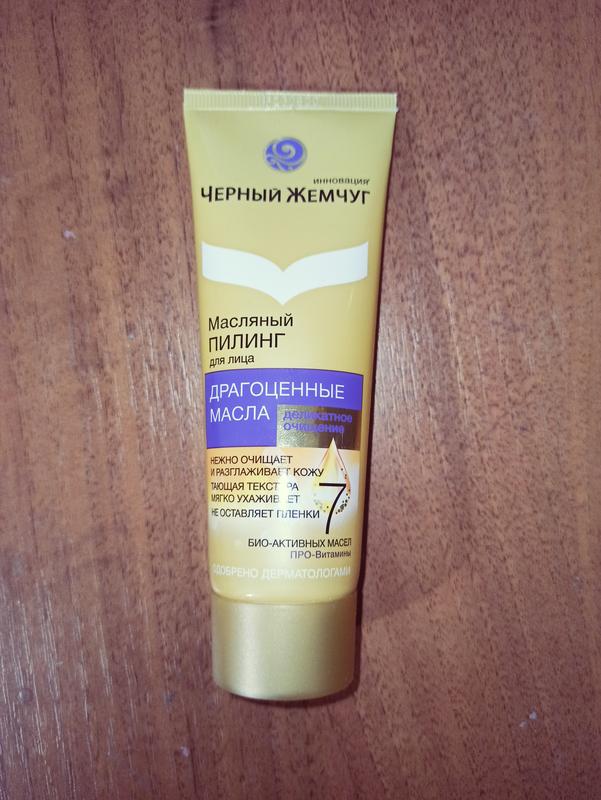 инновация
ЧЕРНЫЙ ЖЕМЧУГ
Масляный
ПИЛИНГ
для лица
ДРАГОЦЕННЫЕ
МАСЛА
деликатное
очищение
НЕЖНО ОЧИЩАЕТ
И РАЗГЛАЖИВАЕТ КОЖУ
ТАЮЩАЯ ТЕКСТУРА
МЯГКО УХАЖИВАЕТ
НЕ ОСТАВЛЯЕТ ПЛЕНКИ
7
БИО-АКТИВНЫХ МАСЕЛ
ПРО-Витамины
ОДОБРЕНО ДЕРМАТОЛОГАМИ